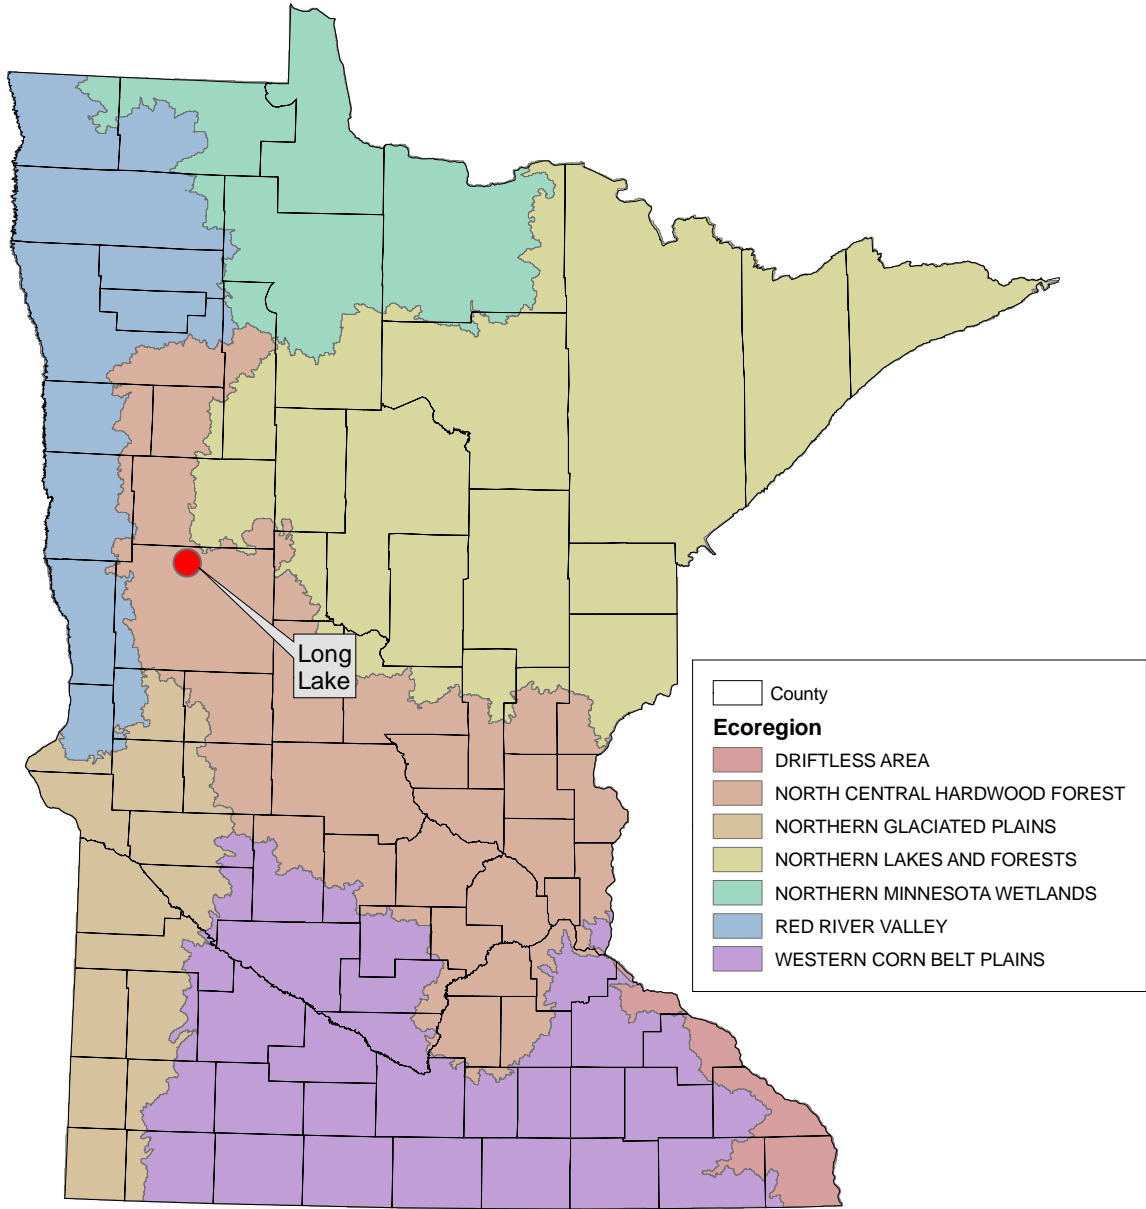 Long
Lake
County
Ecoregion
DRIFTLESS AREA
NORTH CENTRAL HARDWOOD FOREST
NORTHERN GLACIATED PLAINS
NORTHERN LAKES AND FORESTS
NORTHERN MINNESOTA WETLANDS
RED RIVER VALLEY
WESTERN CORN BELT PLAINS